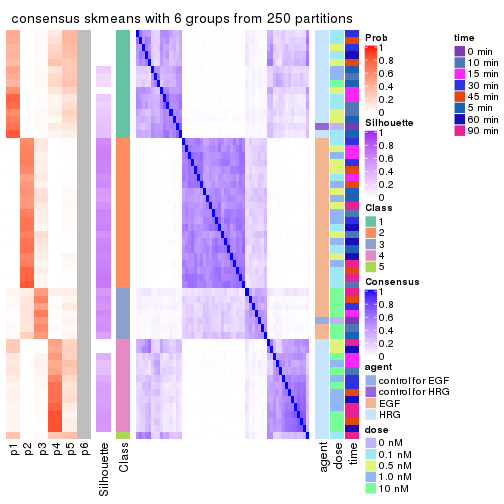 consensus skmeans with 6 groups from 250 partitions
p1
p2
p3
p4
p5
p6
Silhouette
Class
agent
dose
time
Prob
1
0.8
0.6
0.4
0.2
0
Silhouette
1
0.8
0.6
0.4
0.2
0
Class
1
2
3
4
5
Consensus
1
0.8
0.6
0.4
0.2
0
agent
control for EGF
control for HRG
EGF
HRG
dose
0 nM
0.1 nM
0.5 nM
1.0 nM
10 nM
time
0 min
10 min
15 min
30 min
45 min
5 min
60 min
90 min